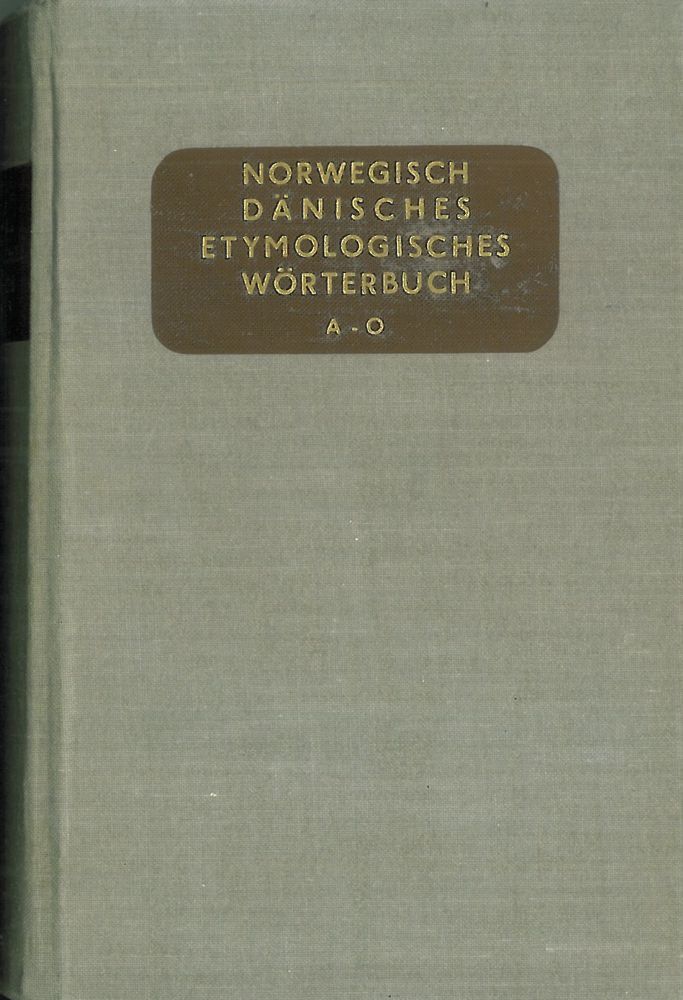 NORWEGISCH
DÄNISCHES
ETYMOLOGISCHES
WÖRTERBUCH
A-O